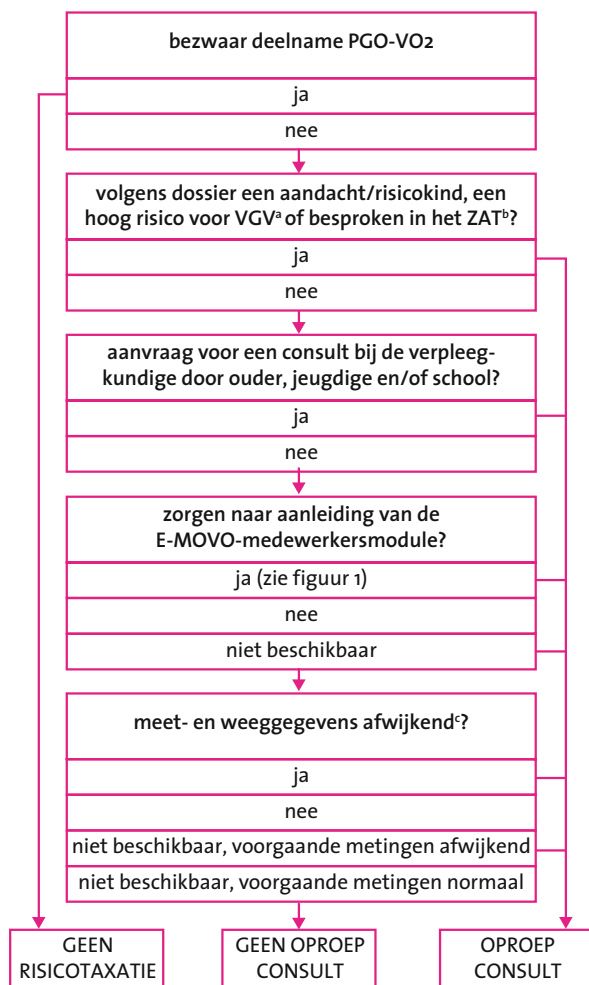 bezwaar deelname PGO-VO2
ja
nee
volgens dossier een aandacht/risicokind, een
hoog risico voor VGVᵃ of besproken in het ZATᵇ?
ja
nee
aanvraag voor een consult bij de verpleeg-
kundige door ouder, jeugdige en/of school?
ja
nee
zorgen naar aanleiding van de
E-MOVO-medewerkersmodule?
ja (zie figuur 1)
nee
niet beschikbaar
meet- en weeggegevens afwijkendᶜ?
ja
nee
niet beschikbaar, voorgaande metingen afwijkend
niet beschikbaar, voorgaande metingen normaal
GEEN
RISICOTAXATIE
GEEN OPROEP
CONSULT
OPROEP
CONSULT